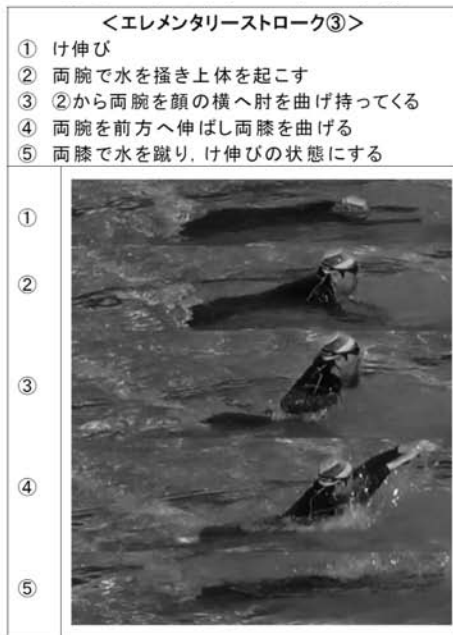 ＜エレメンタリーストローク③＞
① け伸び
② 両腕で水を掻き上体を起こす
③ ②から両腕を顔の横へ肘を曲げ持ってくる
④ 両腕を前方へ伸ばし両膝を曲げる
⑤ 両膝で水を蹴り，け伸びの状態にする
①
②
③
④
⑤